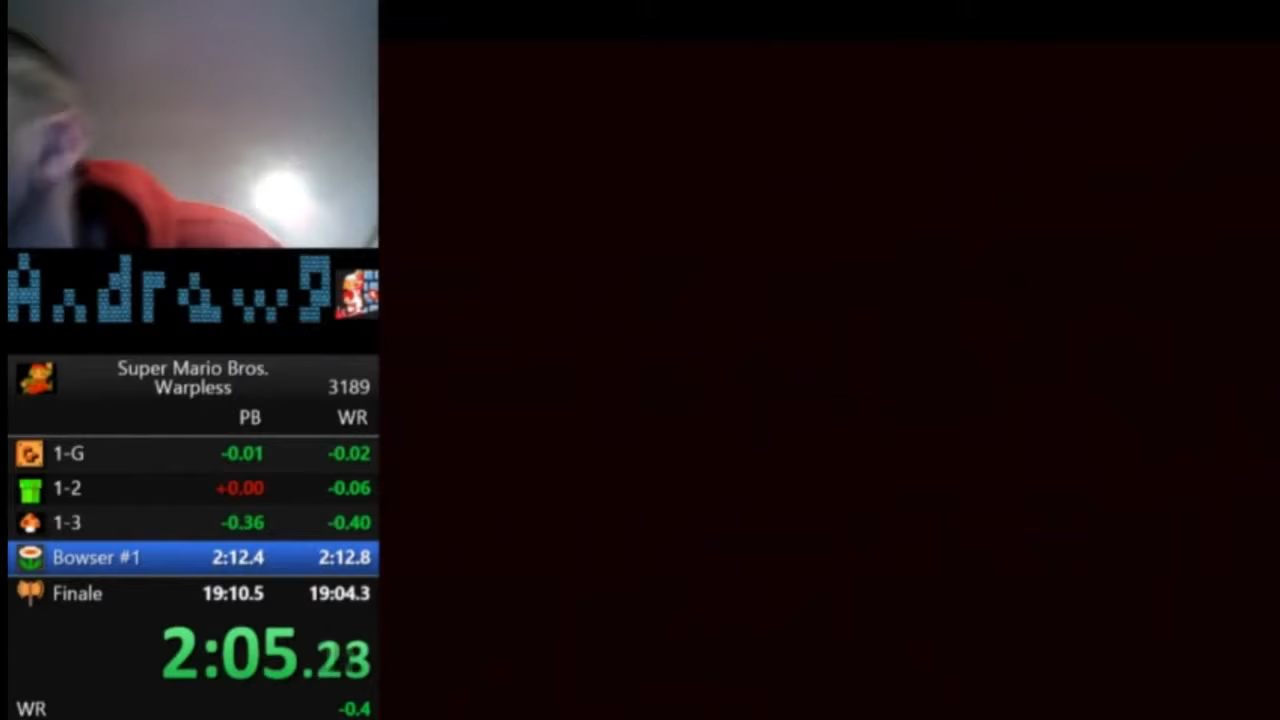 Andrew9
Super Mario Bros.
Warpless 3189
PB WR
1-G -0.01 -0.02
1-2 +0.00 -0.06
1-3 -0.36 -0.40
Bowser #1 2:12.4 2:12.8
Finale 19:10.5 19:04.3
2:05.23
WR -0.4